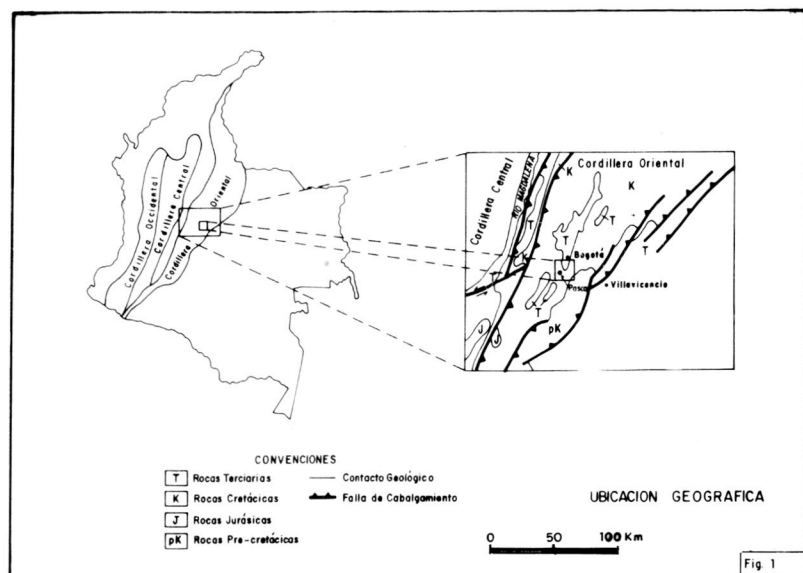 Cordillera Occidental
Cordillera Central
Cordillera Oriental
Cordillera Central
RIO MAGDALENA
Cordillera Oriental
K
K
T
T
T
Bogotá
T
K
T
Pasca
Villavicencio
T
J
J
pK
CONVENCIONES
T Rocas Terciarias
Contacto Geológico
K Rocas Cretácicas
Falla de Cabalgamiento
J Rocas Jurásicas
pK Rocas Pre-cretácicas
UBICACION GEOGRAFICA
0 50 100 Km
Fig. 1